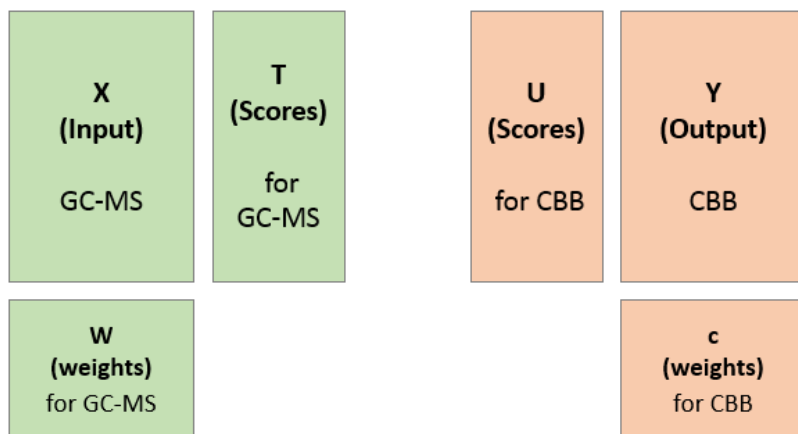 X
(Input)
GC-MS
T
(Scores)
for
GC-MS
U
(Scores)
for CBB
Y
(Output)
CBB
W
(weights)
for GC-MS
c
(weights)
for CBB